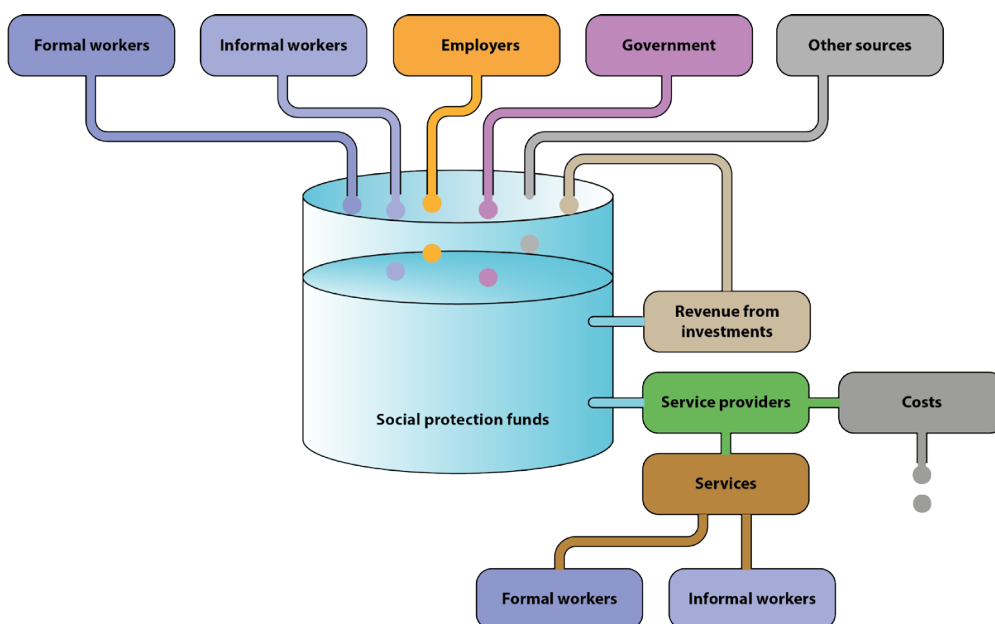 Formal workers
Informal workers
Employers
Government
Other sources
Revenue from
investments
Service providers
Costs
Social protection funds
Services
Formal workers
Informal workers